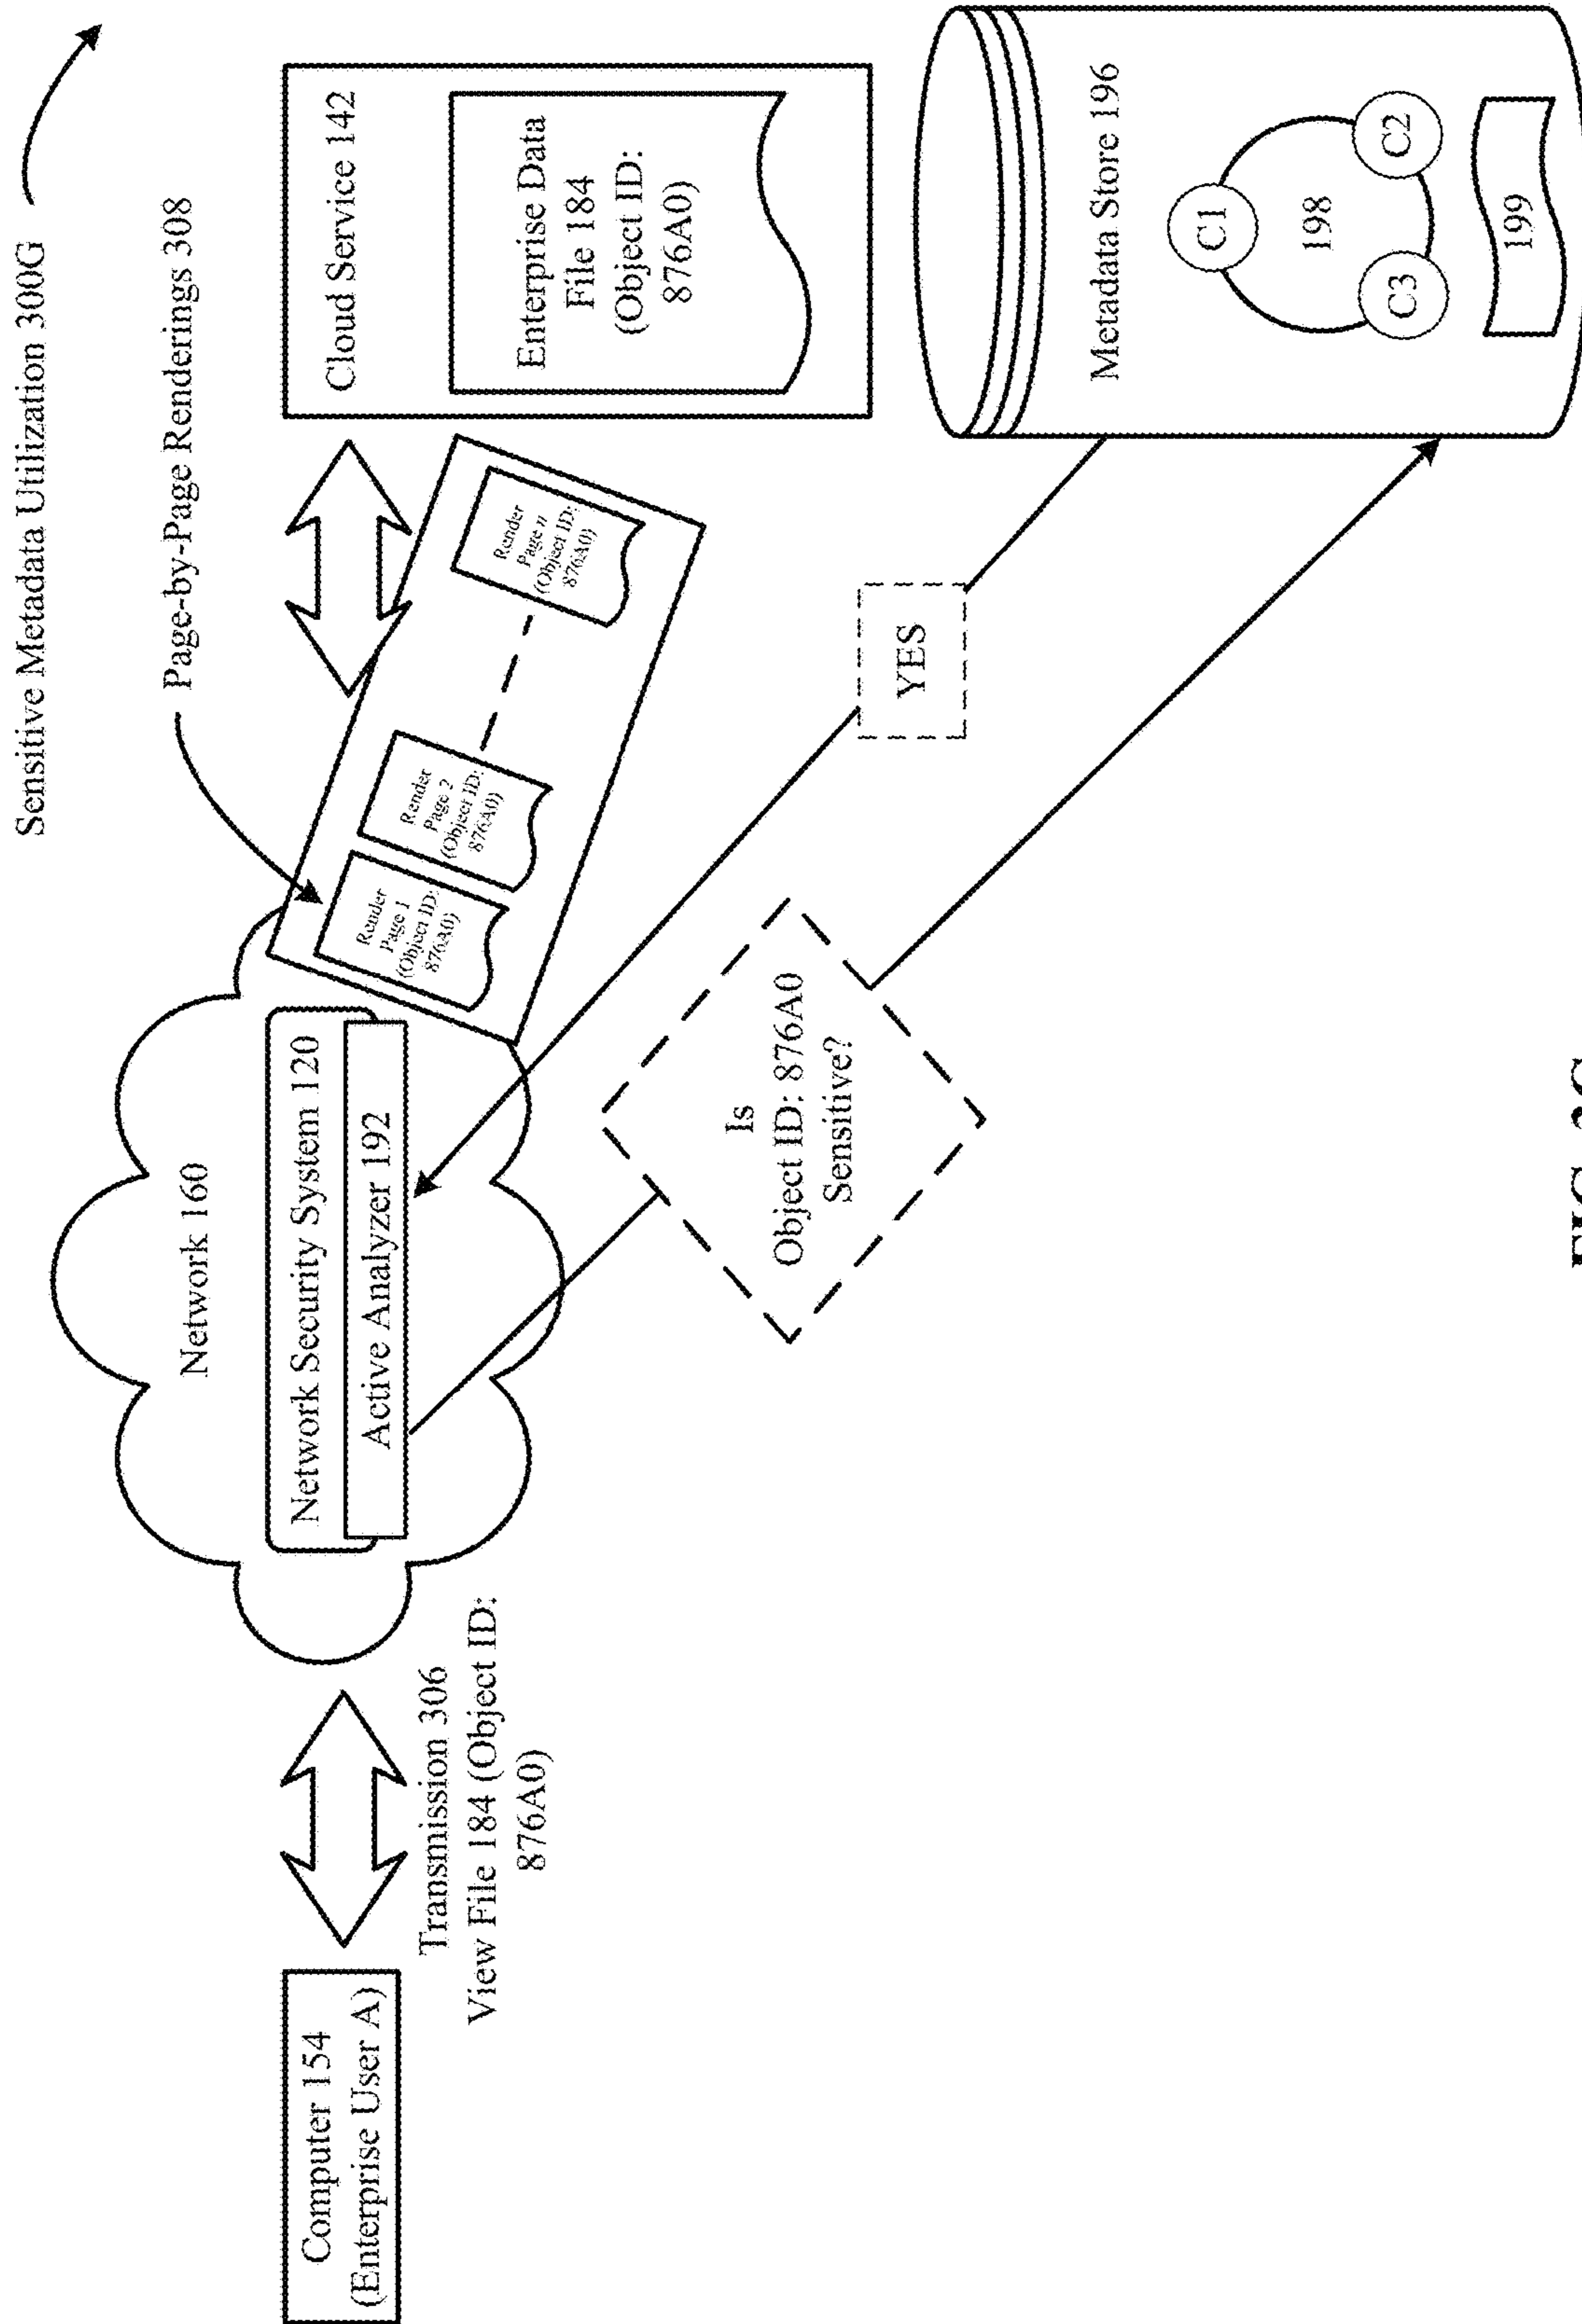 Sensitive Metadata Utilization 300G
Page-by-Page Renderings 308
Computer 154
(Enterprise User A)
Transmission 306
View File 184 (Object ID:
876A0)
Network 160
Network Security System 120
Active Analyzer 192
Render
Page 1
(Object ID:
876A0)
Render
Page 2
(Object ID:
876A0)
Render
Page n
(Object ID:
876A0)
Cloud Service 142
Enterprise Data
File 184
(Object ID:
876A0)
Is
Object ID: 876A0
Sensitive?
YES
Metadata Store 196
C1
198
C3
C2
199